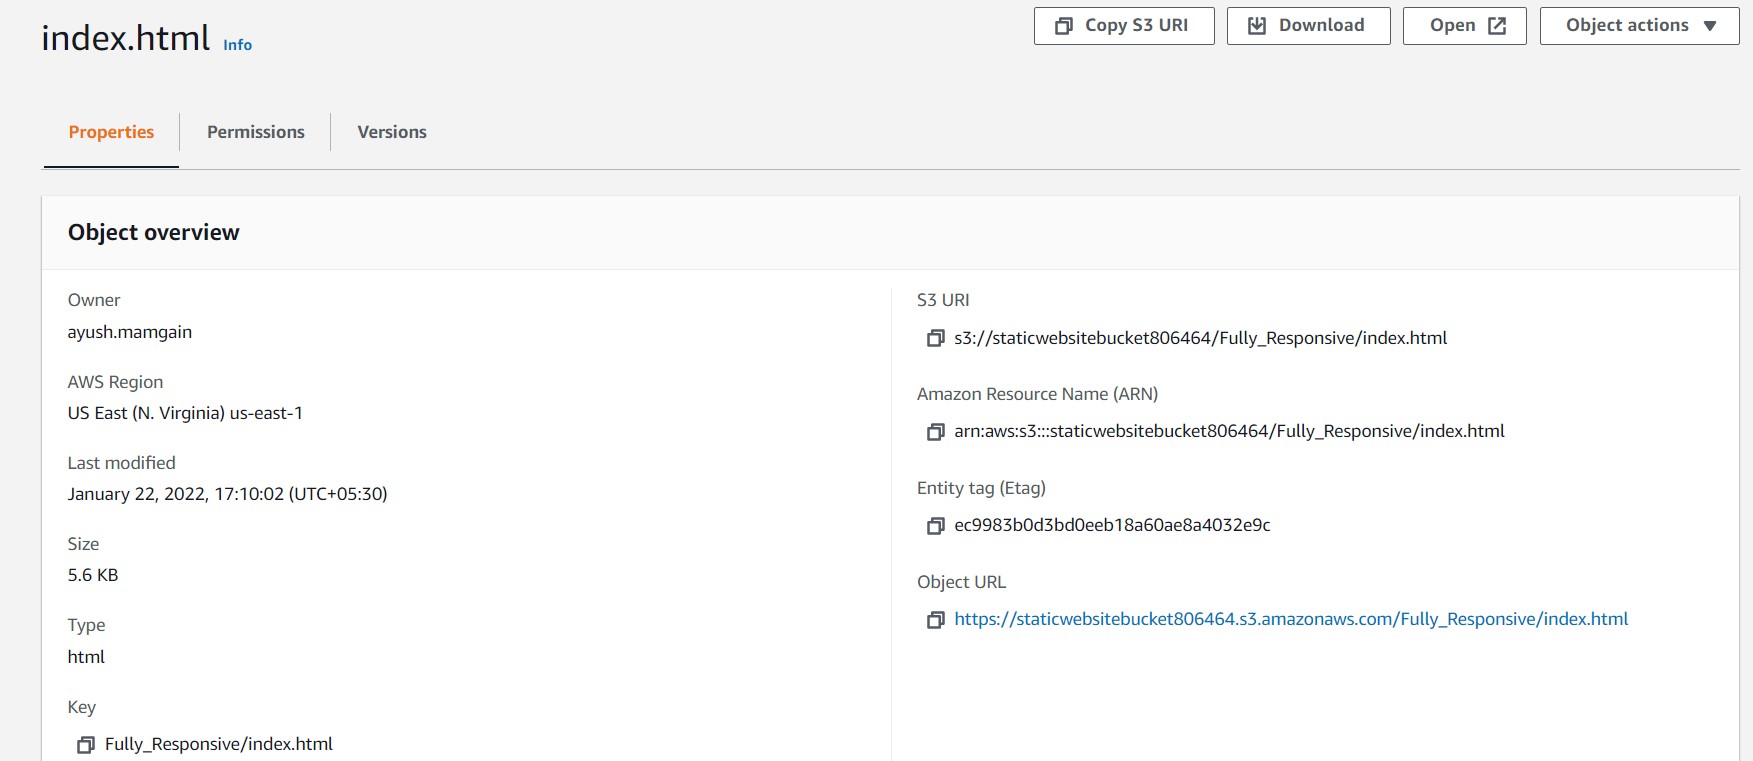 index.html Info
Copy S3 URI
Download
Open
Object actions
Properties
Permissions
Versions
Object overview
Owner
ayush.mamgain
AWS Region
US East (N. Virginia) us-east-1
Last modified
January 22, 2022, 17:10:02 (UTC+05:30)
Size
5.6 KB
Type
html
Key
Fully_Responsive/index.html
S3 URI
s3://staticwebsitebucket806464/Fully_Responsive/index.html
Amazon Resource Name (ARN)
arn:aws:s3:::staticwebsitebucket806464/Fully_Responsive/index.html
Entity tag (Etag)
ec9983b0d3bd0eeb18a60ae8a4032e9c
Object URL
https://staticwebsitebucket806464.s3.amazonaws.com/Fully_Responsive/index.html